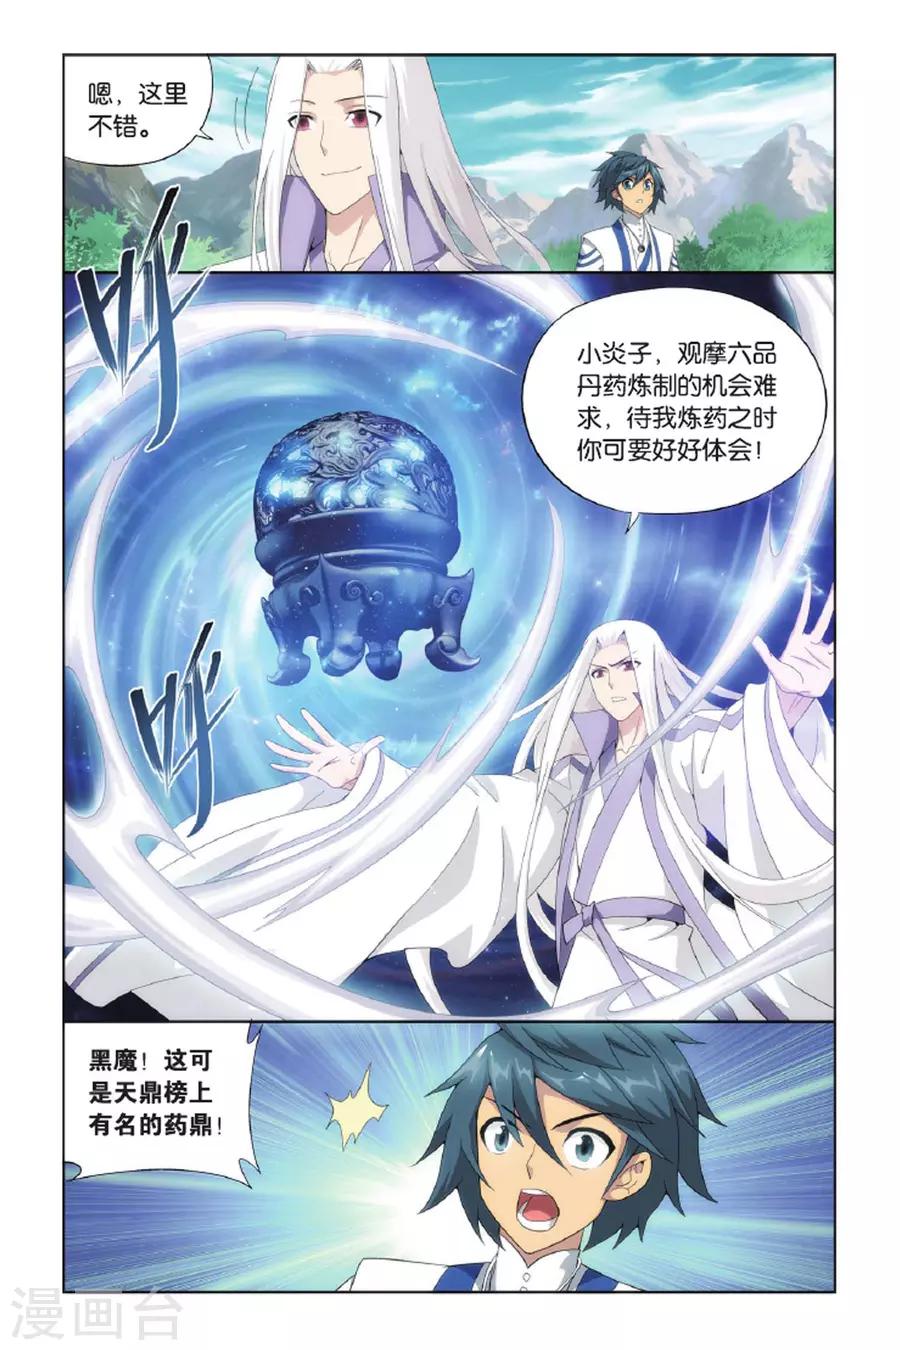 嗯，这里
不错。
呼
小炎子，观摩六品
丹药炼制的机会难
求，待我炼药之时
你可要好好体会！
呼
黑魔！这可
是天鼎榜上
有名的药鼎！
漫画台